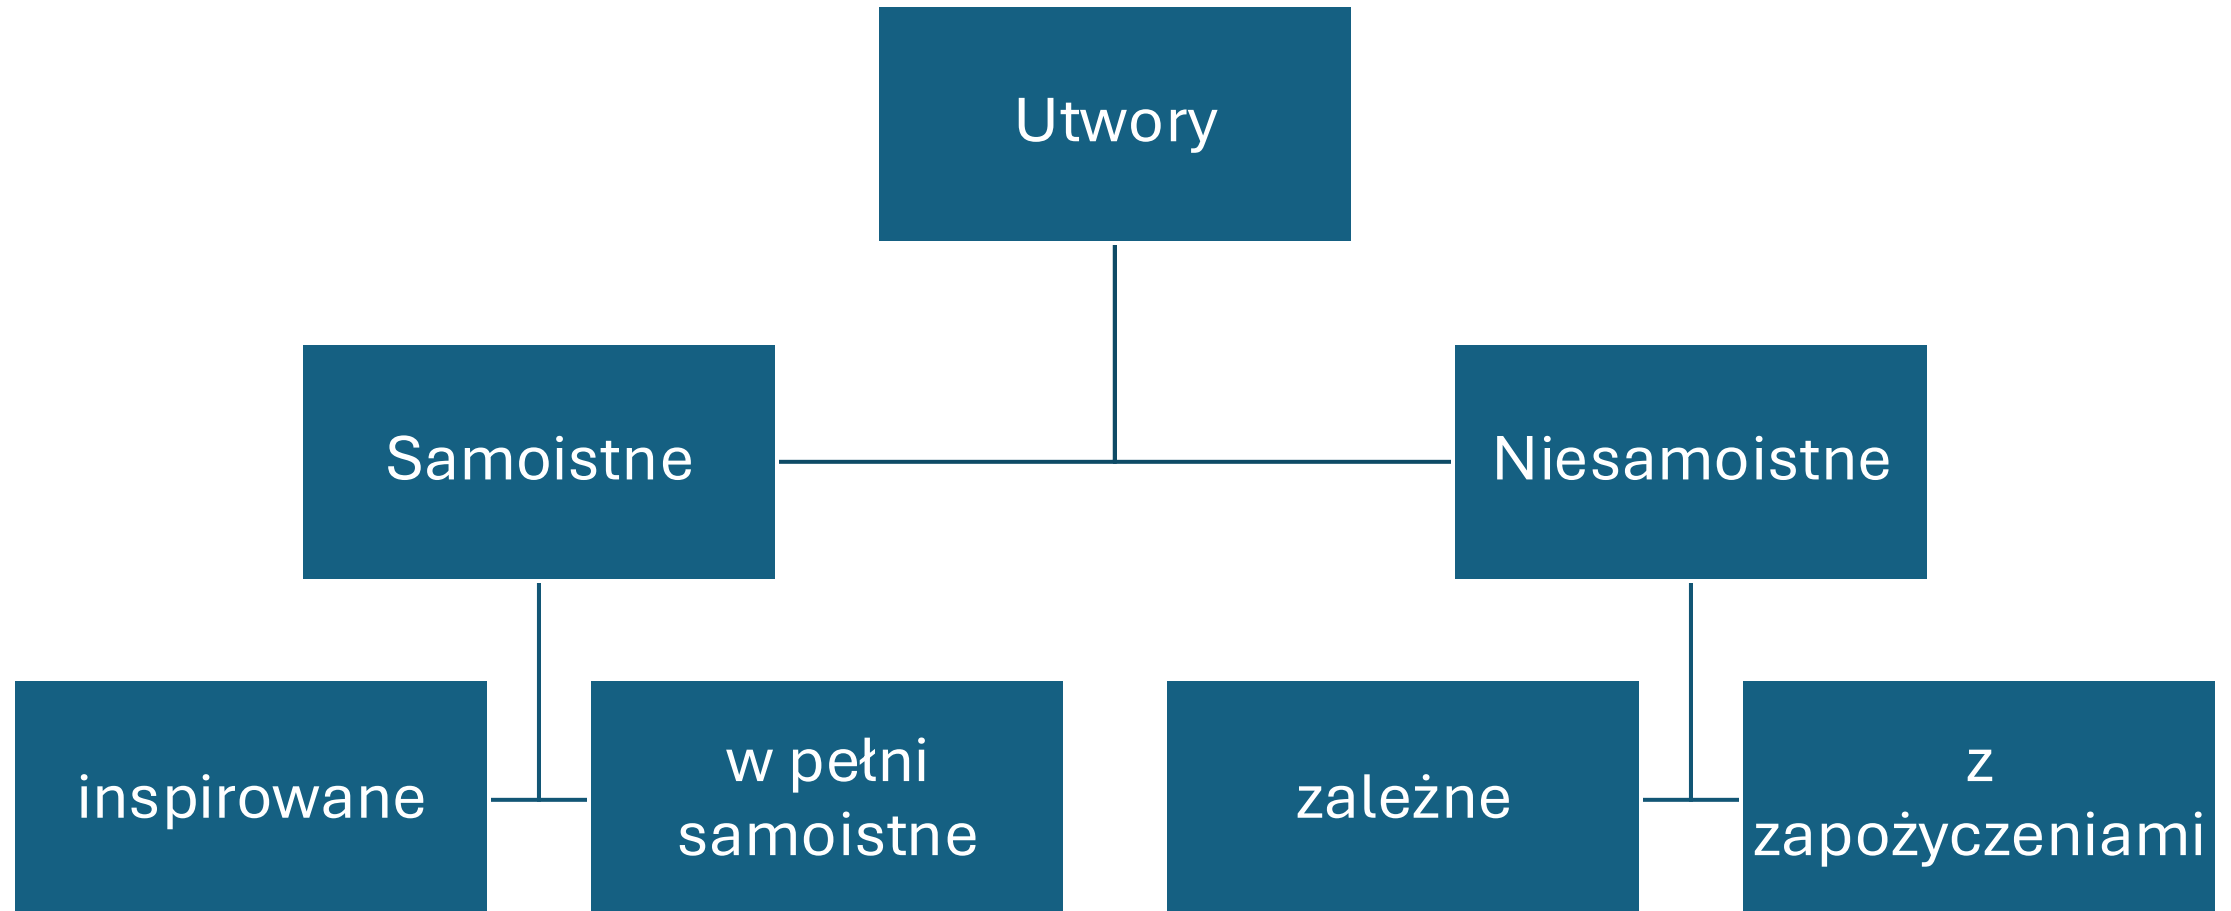 Utwory
Samoistne
Niesamoistne
inspirowane
w pełni
samoistne
zależne
z
zapożyczeniami